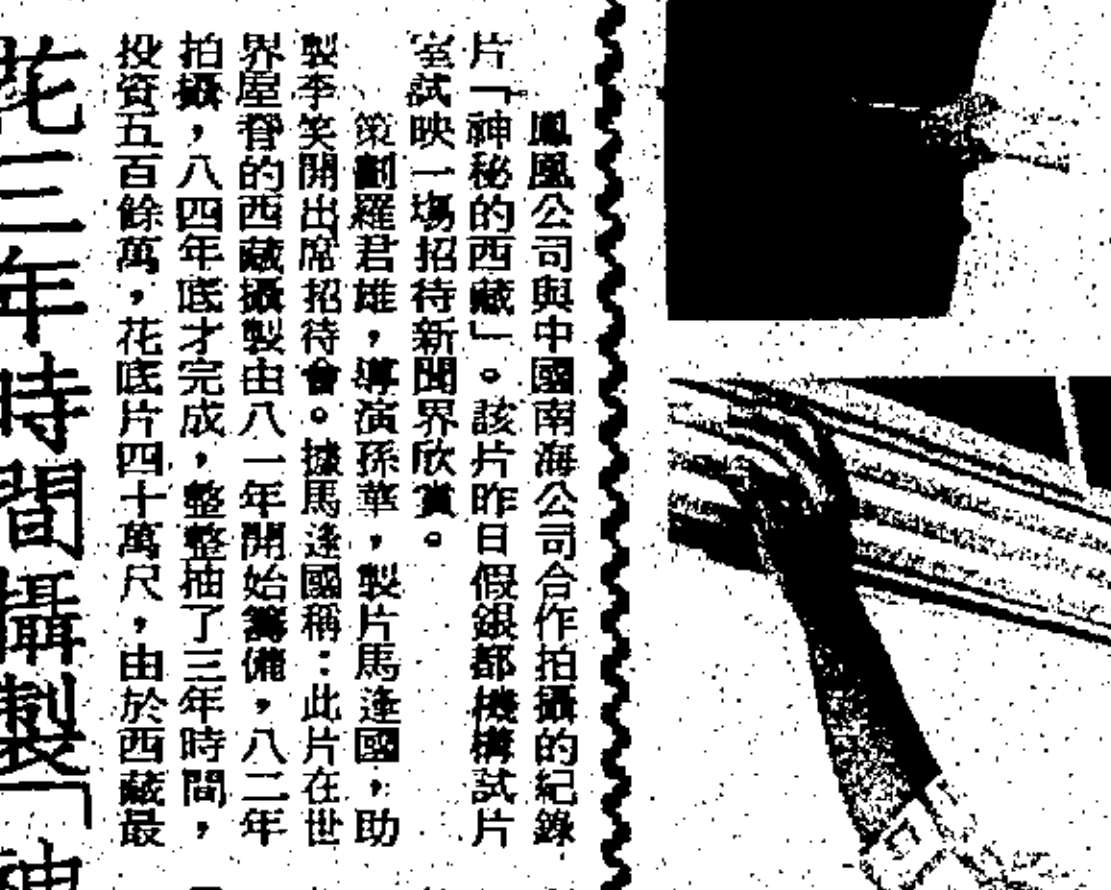 鳳凰公司與中國南海公司合作拍攝的紀錄
片「神秘的西藏」。該片昨日假銀都機構試片
室試映一場招待新聞界欣賞。
策劃羅君雄，導演孫華，製片馬逢國，助
製李笑開出席招待會。據馬逢國稱：此片在世
界屋脊的西藏攝製由八一年開始籌備，八二年
拍攝，八四年底才完成，整整抽了三年時間，
投資五百餘萬，花底片四十萬尺，由於西藏最
花三年時間攝製「神